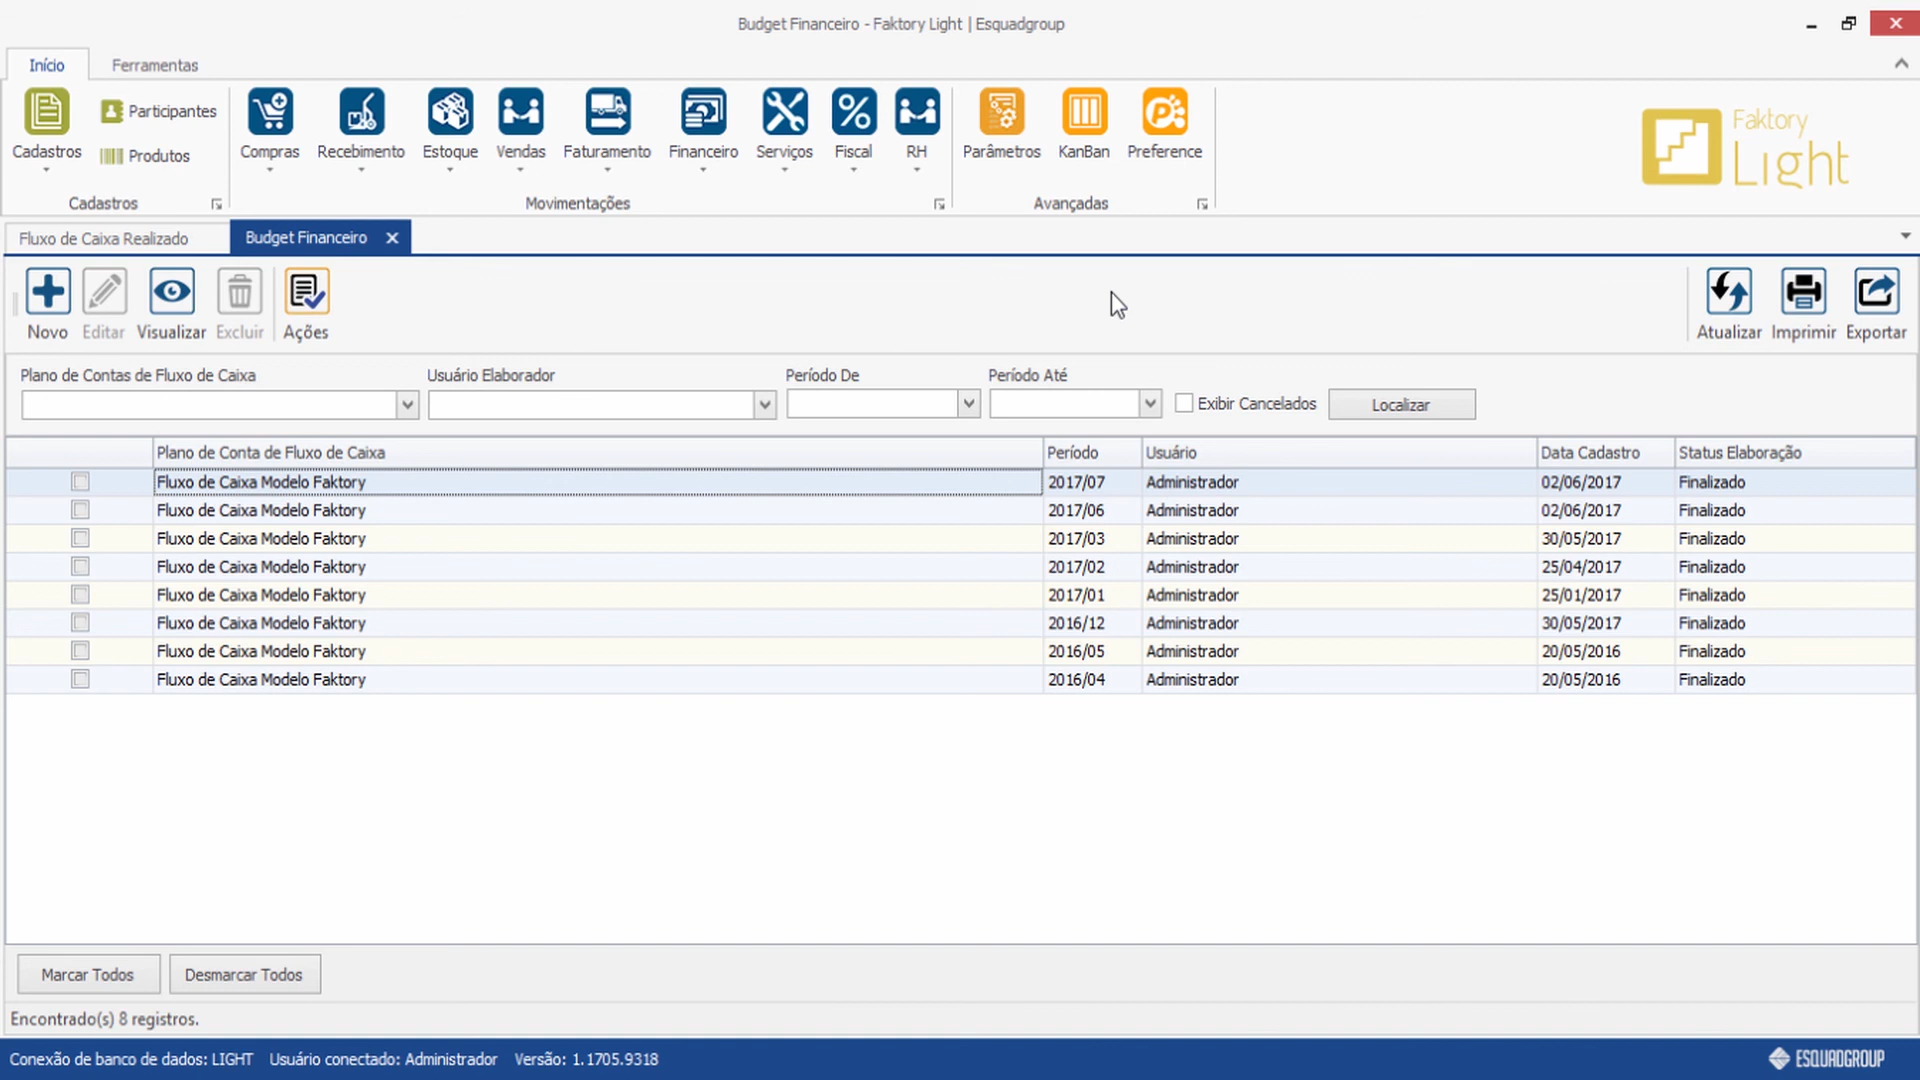 Budget Financeiro - Faktory Light | Esquadgroup
Início Ferramentas
Participantes
Produtos
Cadastros Compras Recebimento Estoque Vendas Faturamento Financeiro Serviços Fiscal RH Parâmetros KanBan Preference
Cadastros Movimentações Avançadas
Faktory
Light
Fluxo de Caixa Realizado Budget Financeiro
Novo Editar Visualizar Excluir Ações Atualizar Imprimir Exportar
Plano de Contas de Fluxo de Caixa Usuário Elaborador Período De Período Até
Exibir Cancelados Localizar
Plano de Conta de Fluxo de Caixa Período Usuário Data Cadastro Status Elaboração
Fluxo de Caixa Modelo Faktory 2017/07 Administrador 02/06/2017 Finalizado
Fluxo de Caixa Modelo Faktory 2017/06 Administrador 02/06/2017 Finalizado
Fluxo de Caixa Modelo Faktory 2017/03 Administrador 30/05/2017 Finalizado
Fluxo de Caixa Modelo Faktory 2017/02 Administrador 25/04/2017 Finalizado
Fluxo de Caixa Modelo Faktory 2017/01 Administrador 25/01/2017 Finalizado
Fluxo de Caixa Modelo Faktory 2016/12 Administrador 30/05/2017 Finalizado
Fluxo de Caixa Modelo Faktory 2016/05 Administrador 20/05/2016 Finalizado
Fluxo de Caixa Modelo Faktory 2016/04 Administrador 20/05/2016 Finalizado
Marcar Todos Desmarcar Todos
Encontrado(s) 8 registros.
Conexão de banco de dados: LIGHT Usuário conectado: Administrador Versão: 1.1705.9318 ESQUADGROUP